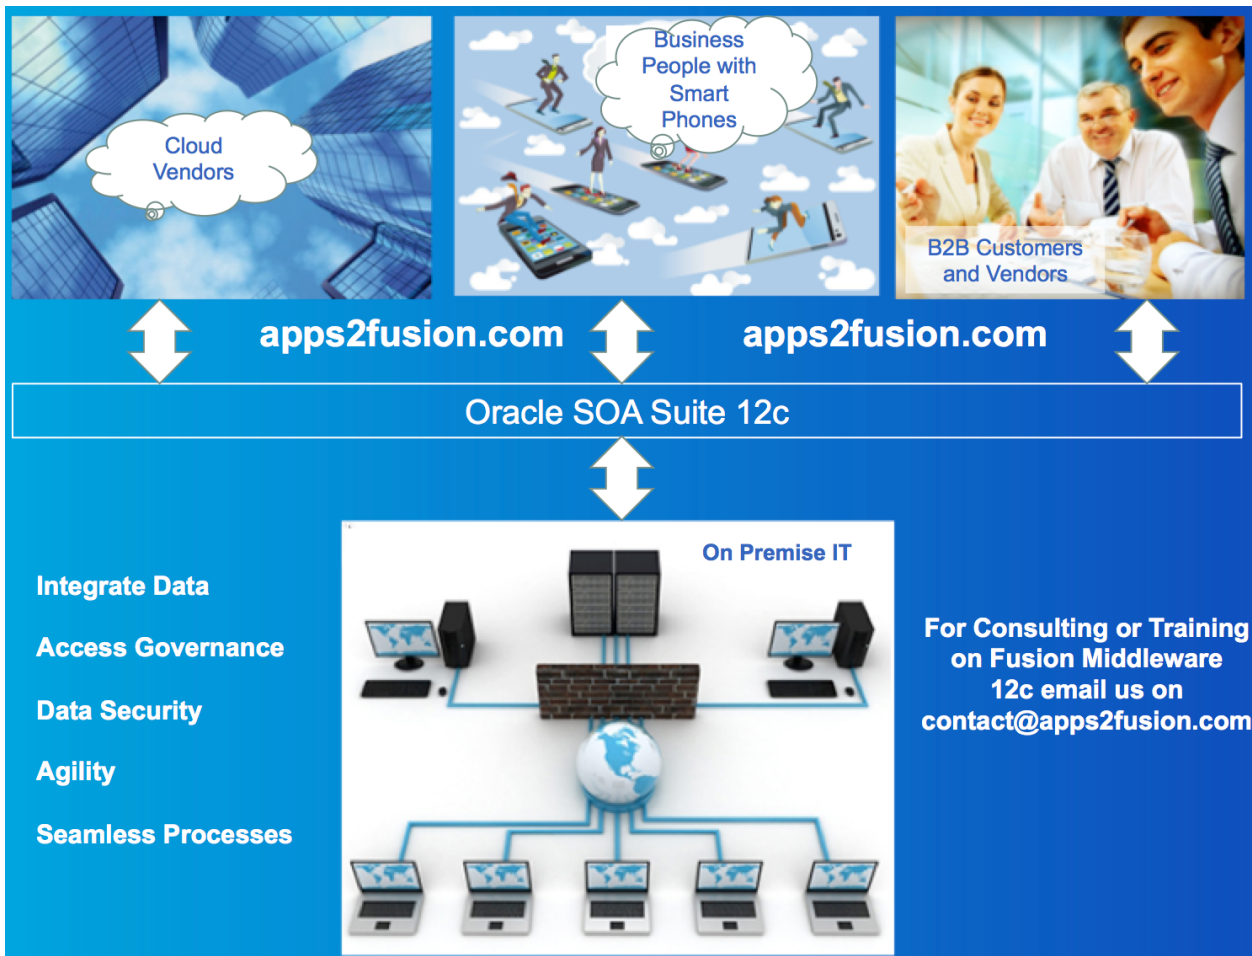 Cloud
Vendors
Business
People with
Smart
Phones
B2B Customers
and Vendors
apps2fusion.com
apps2fusion.com
Oracle SOA Suite 12c
On Premise IT
Integrate Data
Access Governance
Data Security
Agility
Seamless Processes
For Consulting or Training
on Fusion Middleware
12c email us on
contact@apps2fusion.com